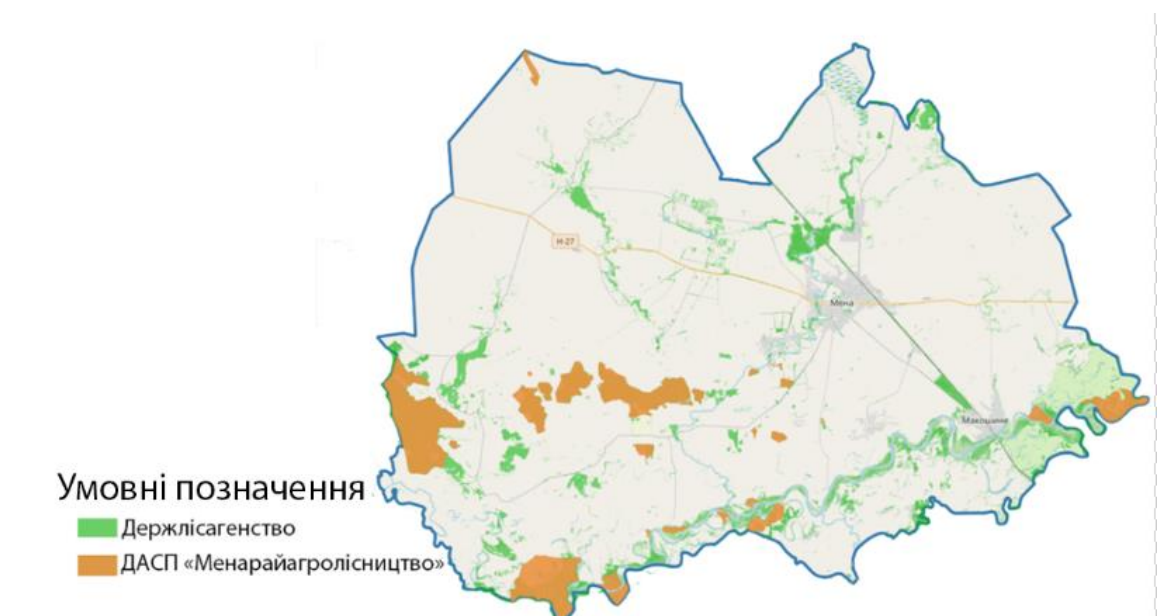 Н-27
Мена
Макошине
Умовні позначення
Держлісагенство
ДАСП «Менарайагролісництво»